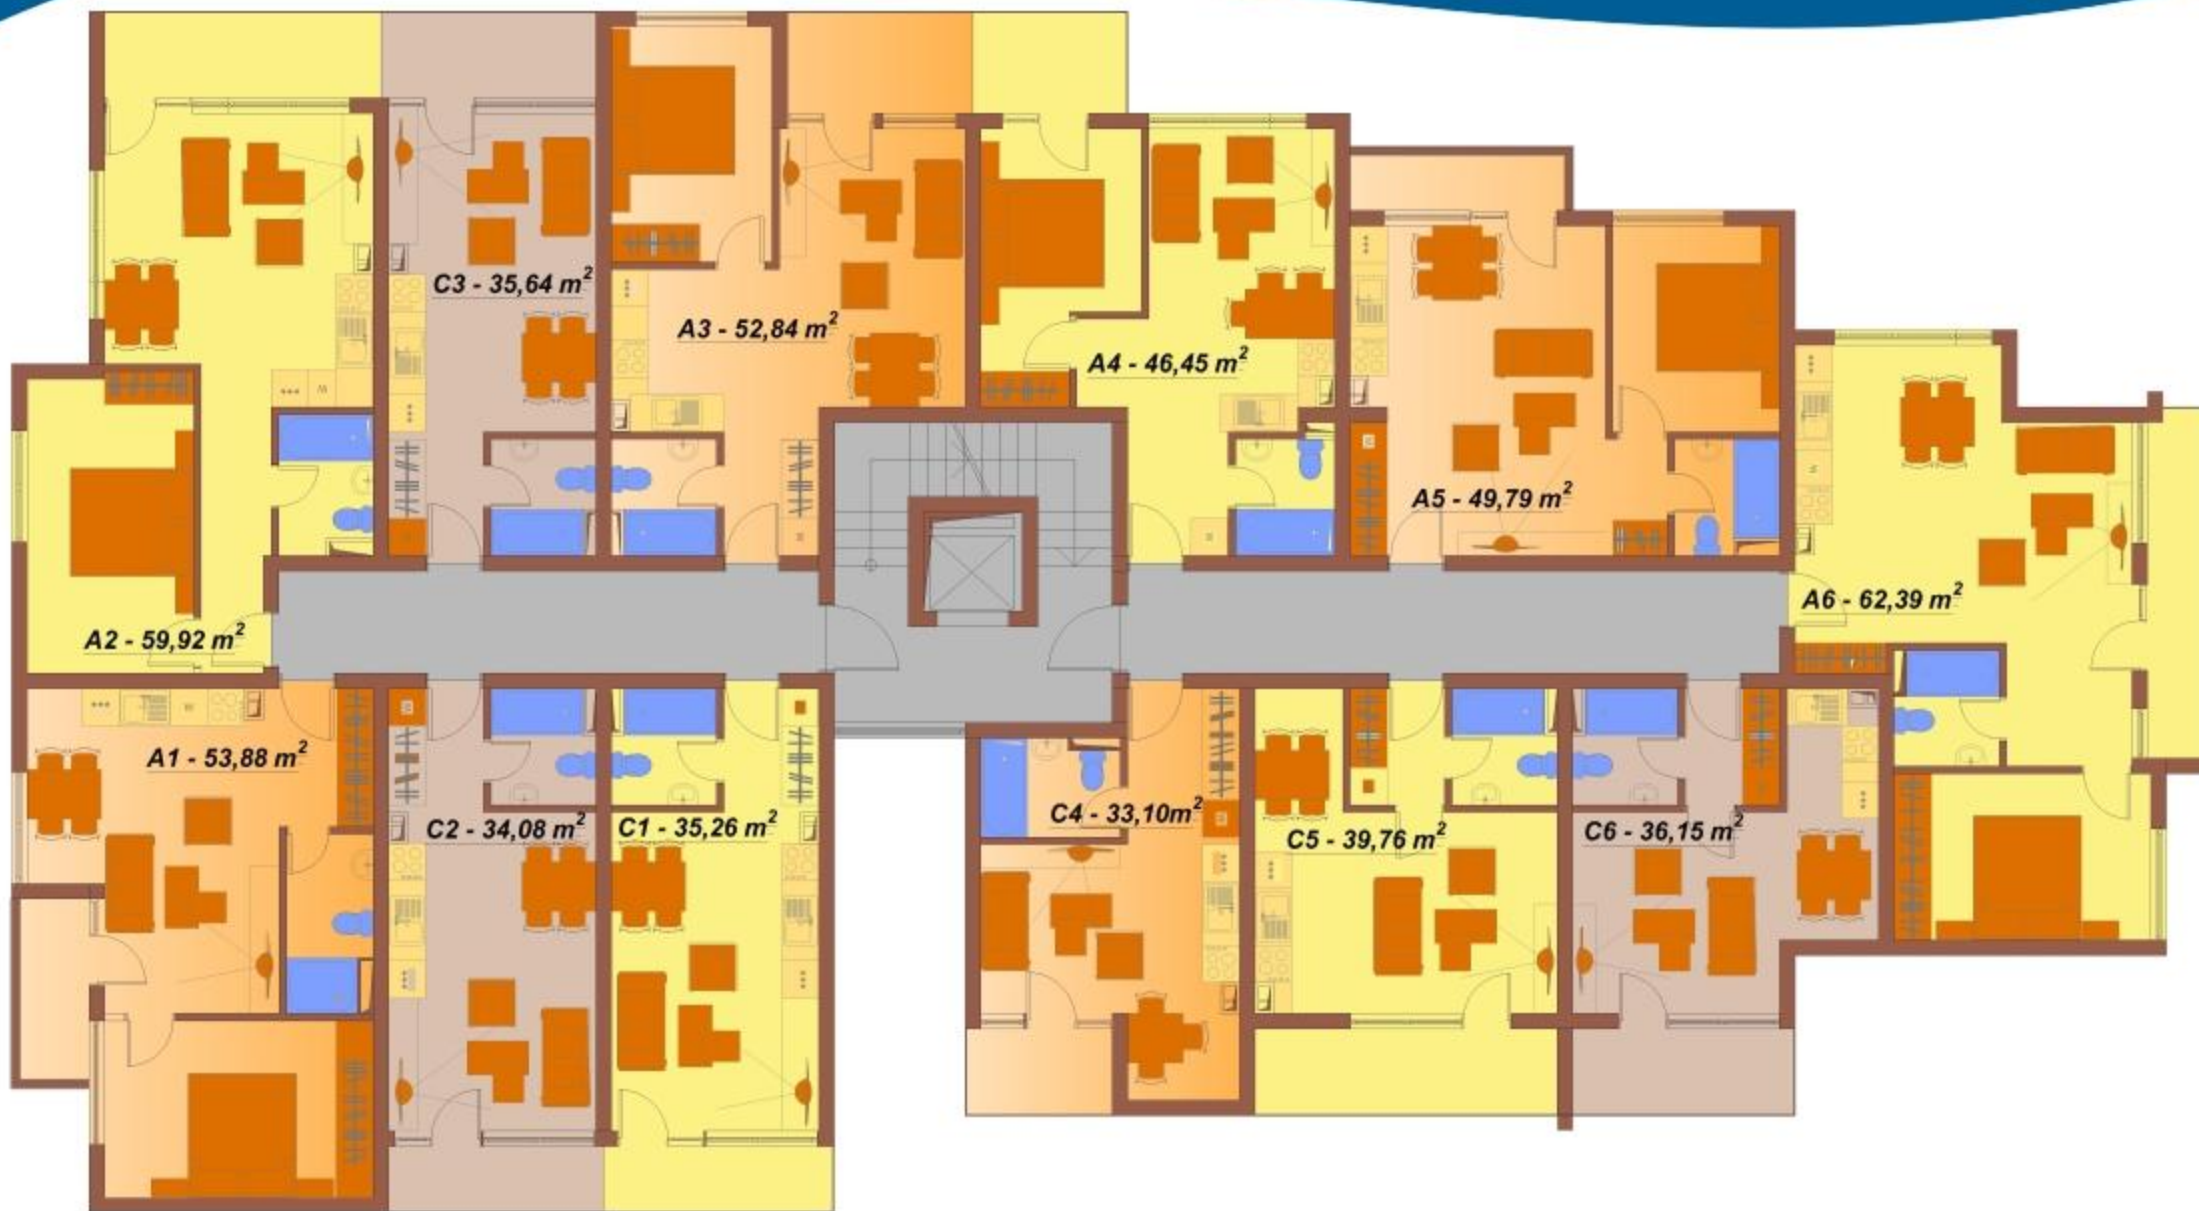 C3 - 35,64 m²
A3 - 52,84 m²
A4 - 46,45 m²
A5 - 49,79 m²
A6 - 62,39 m²
A2 - 59,92 m²
A1 - 53,88 m²
C2 - 34,08 m²
C1 - 35,26 m²
C4 - 33,10m²
C5 - 39,76 m²
C6 - 36,15 m²